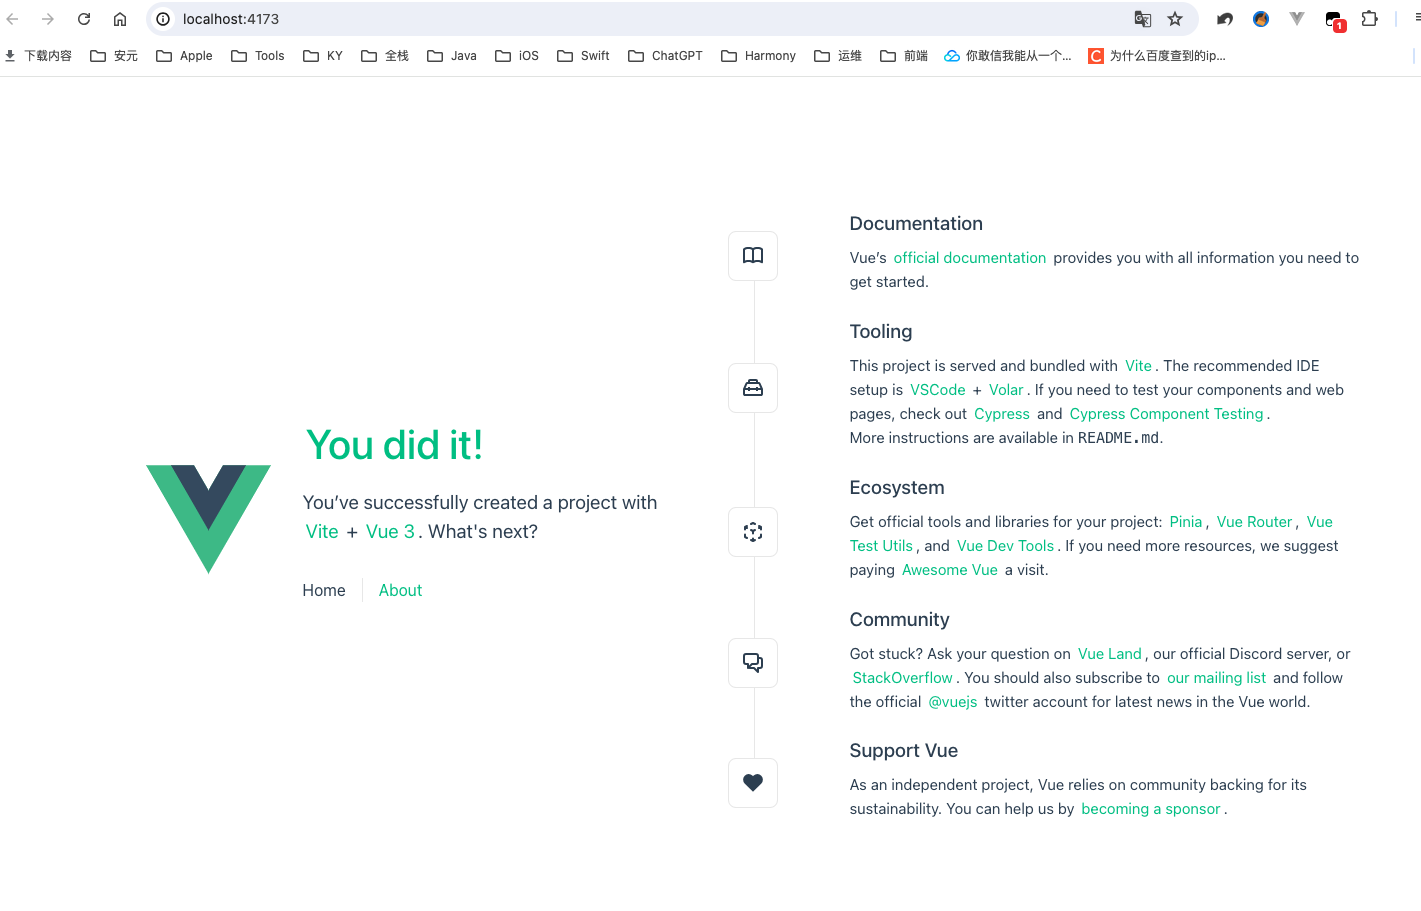 localhost:4173
1
下载内容 安元 Apple Tools KY 全栈 Java iOS Swift ChatGPT Harmony 运维 前端 你敢信我能从一个... 为什么百度查到的ip...
You did it!
You’ve successfully created a project with
Vite + Vue 3. What's next?
Home About
Documentation
Vue’s official documentation provides you with all information you need to
get started.
Tooling
This project is served and bundled with Vite. The recommended IDE
setup is VSCode + Volar. If you need to test your components and web
pages, check out Cypress and Cypress Component Testing.
More instructions are available in README.md.
Ecosystem
Get official tools and libraries for your project: Pinia, Vue Router, Vue
Test Utils, and Vue Dev Tools. If you need more resources, we suggest
paying Awesome Vue a visit.
Community
Got stuck? Ask your question on Vue Land, our official Discord server, or
StackOverflow. You should also subscribe to our mailing list and follow
the official @vuejs twitter account for latest news in the Vue world.
Support Vue
As an independent project, Vue relies on community backing for its
sustainability. You can help us by becoming a sponsor.